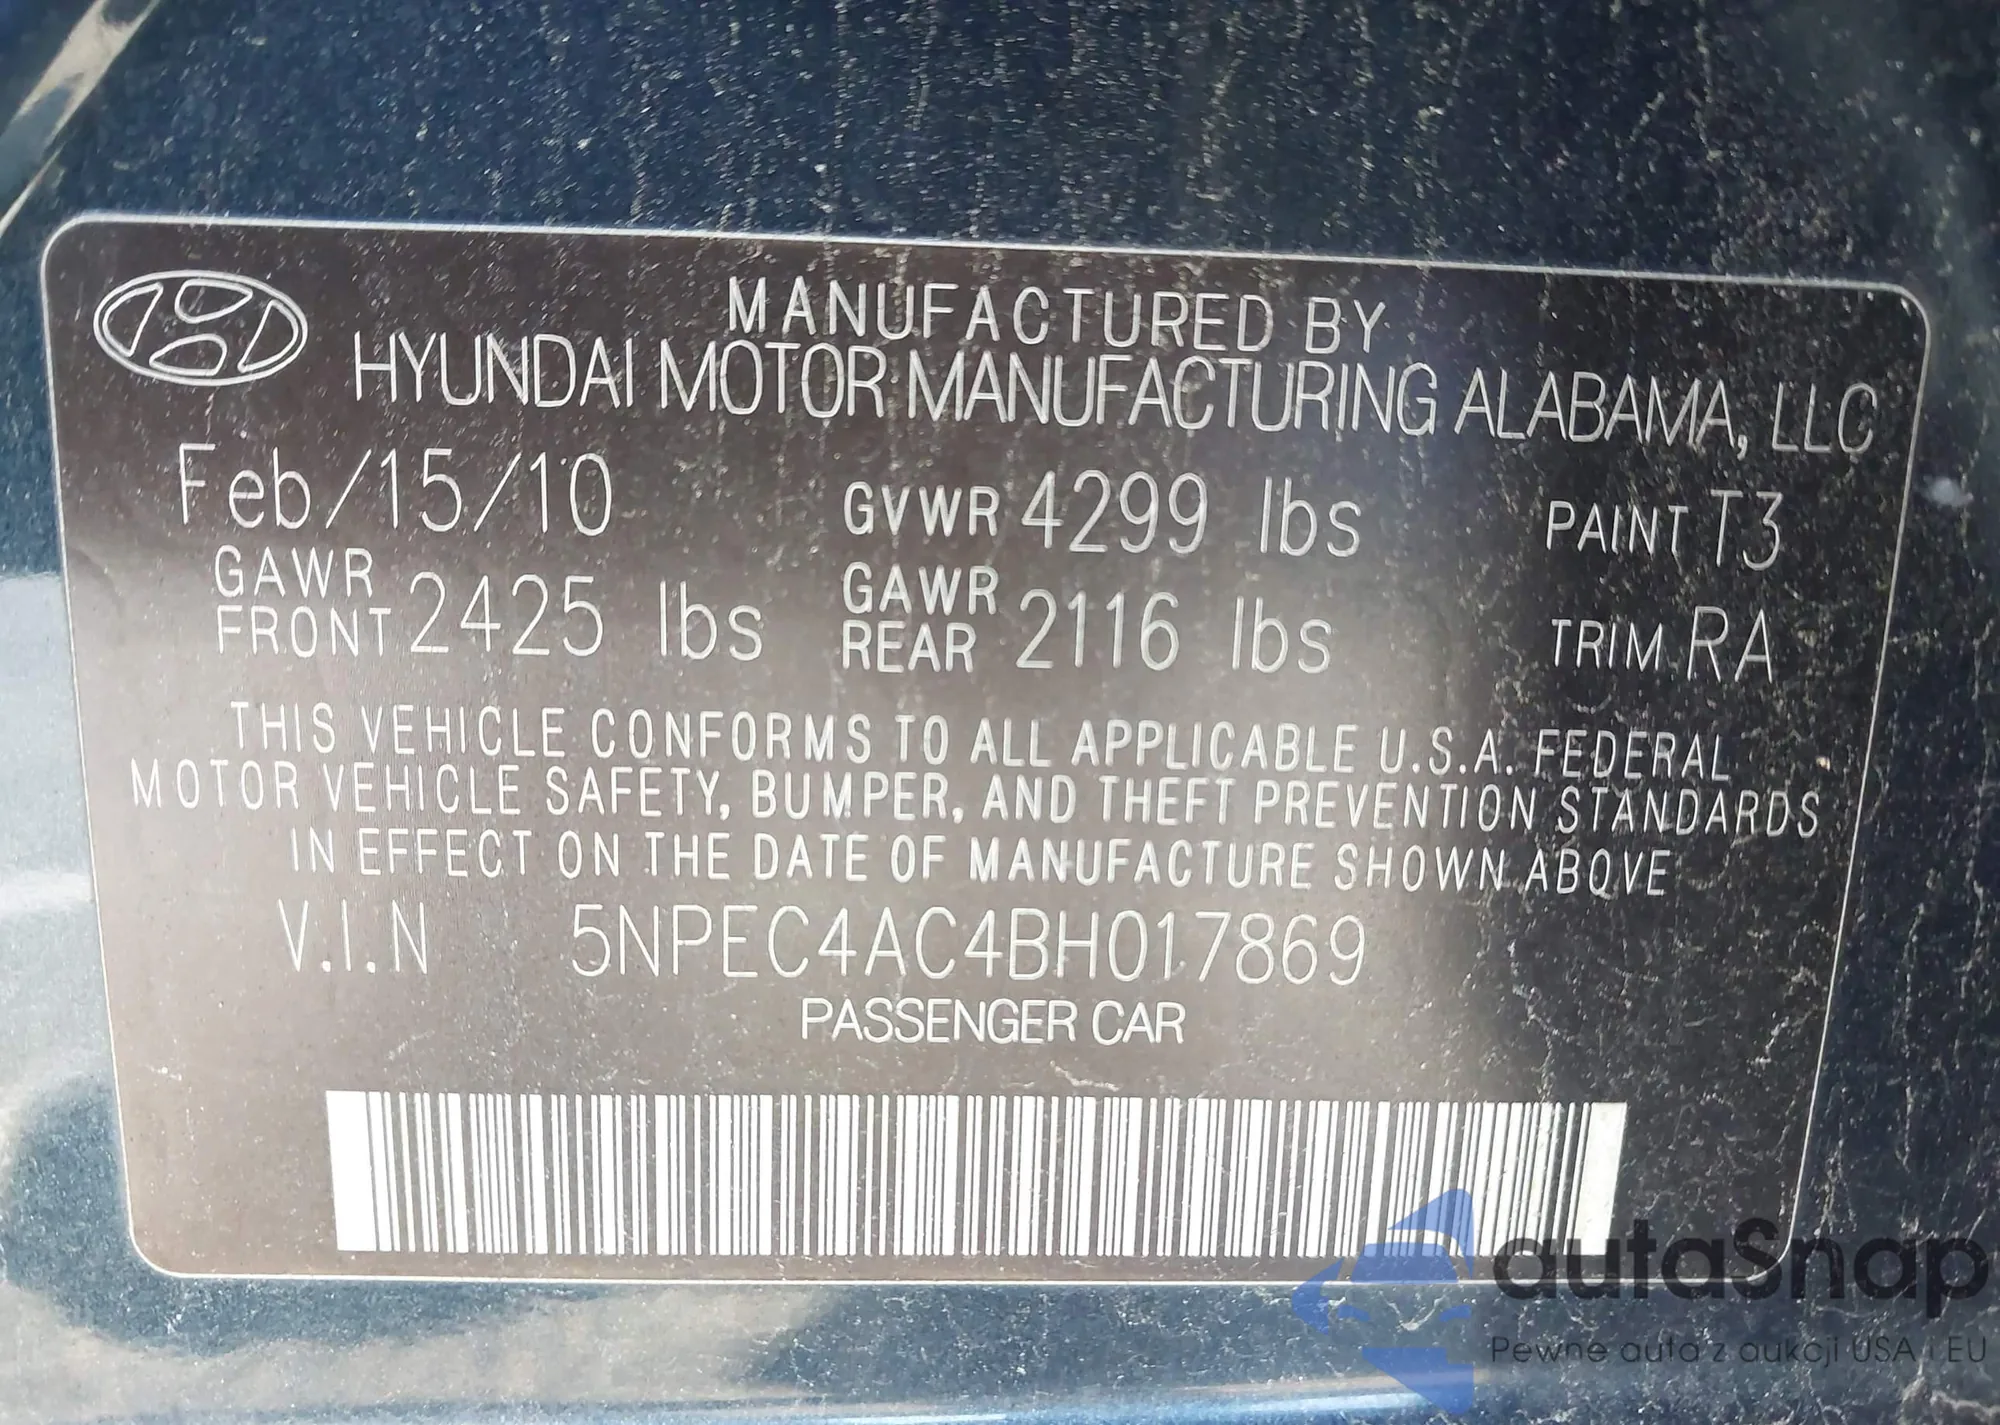 MANUFACTURED BY
HYUNDAI MOTOR MANUFACTURING ALABAMA, LLC
Feb/15/10 GVWR 4299 lbs PAINT T3
GAWR FRONT 2425 lbs GAWR REAR 2116 lbs TRIM RA
THIS VEHICLE CONFORMS TO ALL APPLICABLE U.S.A. FEDERAL
MOTOR VEHICLE SAFETY, BUMPER, AND THEFT PREVENTION STANDARDS
IN EFFECT ON THE DATE OF MANUFACTURE SHOWN ABOVE
V.I.N 5NPEC4AC4BH017869
PASSENGER CAR
autaSnap
Pewne auta z aukcji USA i EU